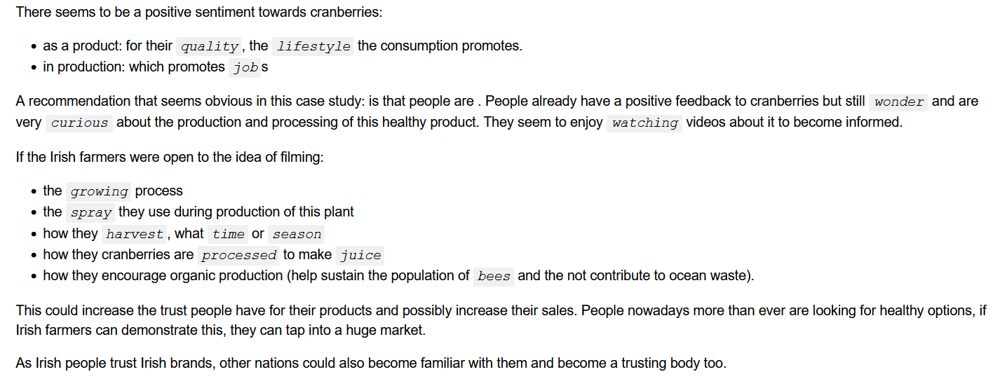 There seems to be a positive sentiment towards cranberries:
• as a product: for their quality, the lifestyle the consumption promotes.
• in production: which promotes jobs
A recommendation that seems obvious in this case study: is that people are . People already have a positive feedback to cranberries but still wonder and are
very curious about the production and processing of this healthy product. They seem to enjoy watching videos about it to become informed.
If the Irish farmers were open to the idea of filming:
• the growing process
• the spray they use during production of this plant
• how they harvest, what time or season
• how they cranberries are processed to make juice
• how they encourage organic production (help sustain the population of bees and the not contribute to ocean waste).
This could increase the trust people have for their products and possibly increase their sales. People nowadays more than ever are looking for healthy options, if
Irish farmers can demonstrate this, they can tap into a huge market.
As Irish people trust Irish brands, other nations could also become familiar with them and become a trusting body too.